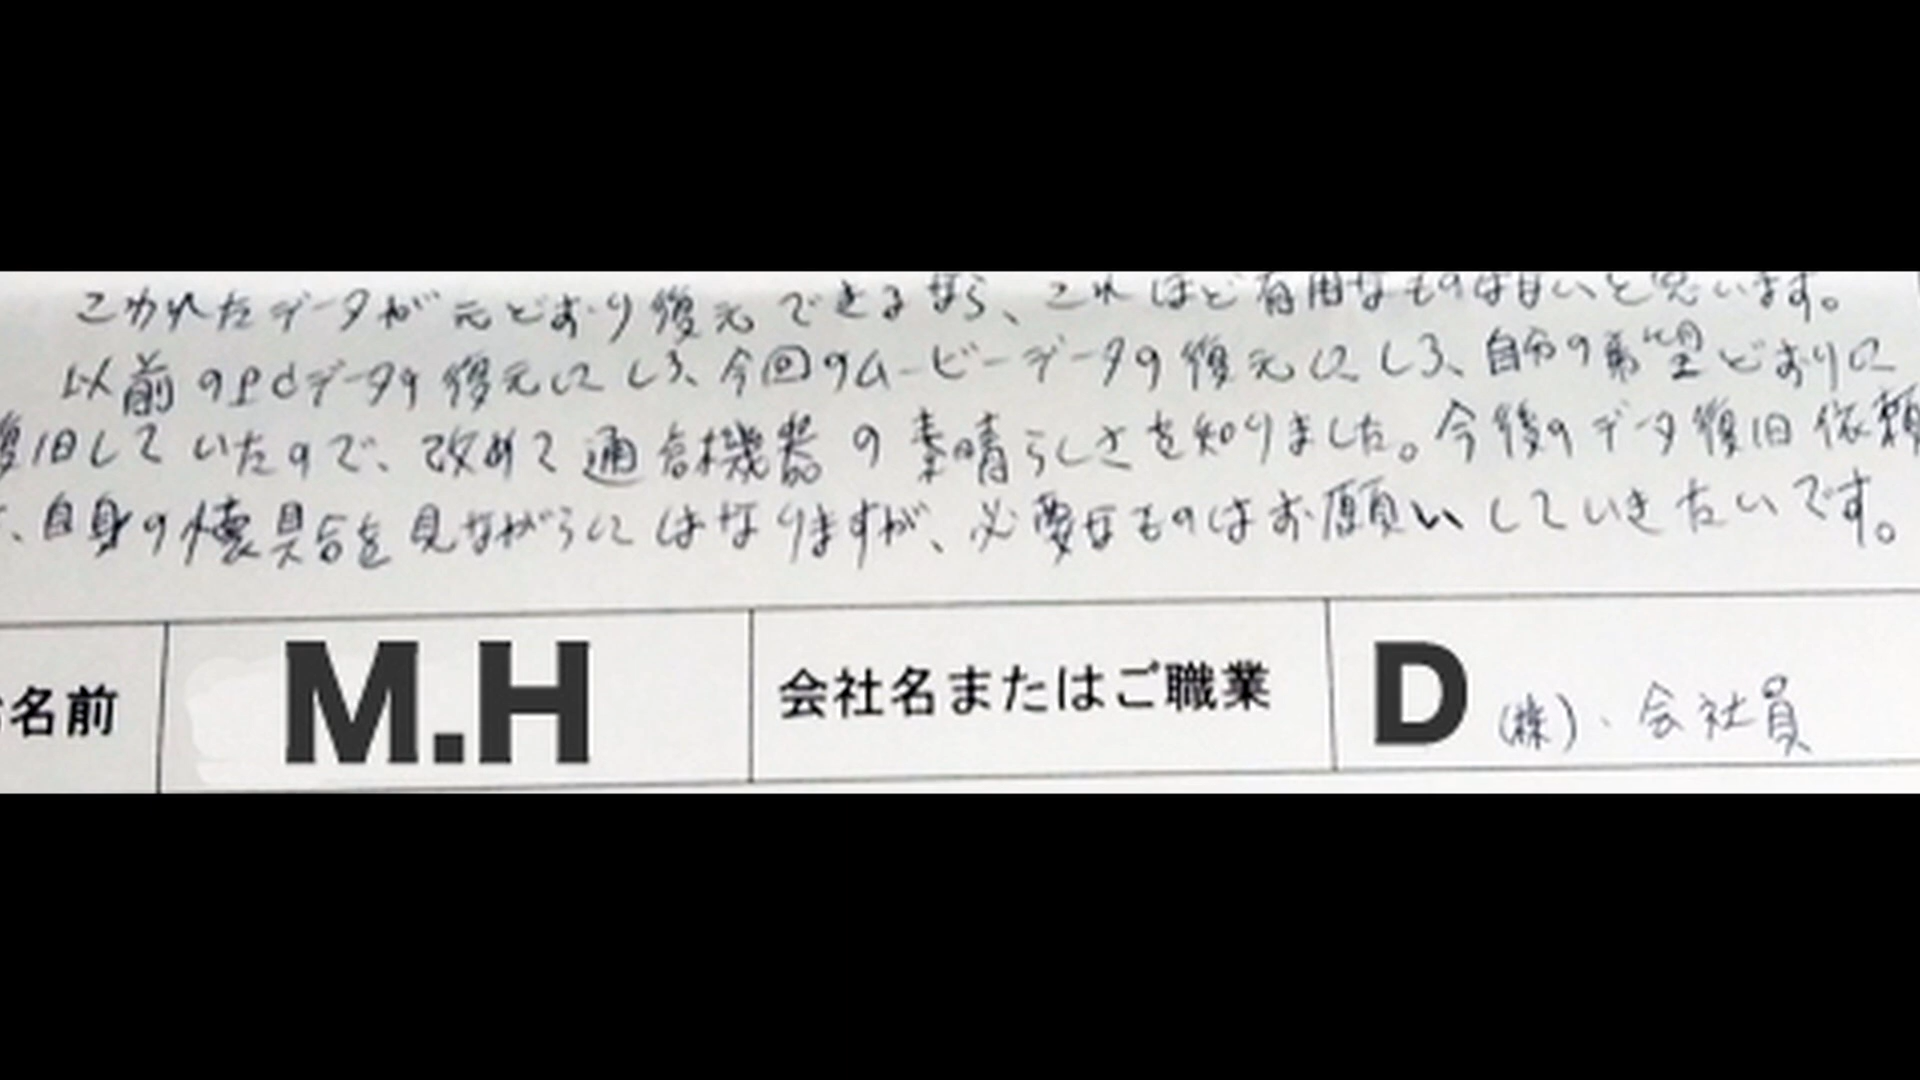 こわれたデータが元どおり復元できるなら、これほど有用なものは甘いと思います。
以前のPdデータの復元にしろ、今回のムービーデータの復元にしろ、自分の希望どおりに
復旧していたので、改めて通信機器の素晴らしさを知りました。今後のデータ復旧依頼
、自身の懐具合を見ながらにはなりますが、必要なものはお願いしていきたいです。
名前 M.H 会社名またはご職業 D (株)、会社員